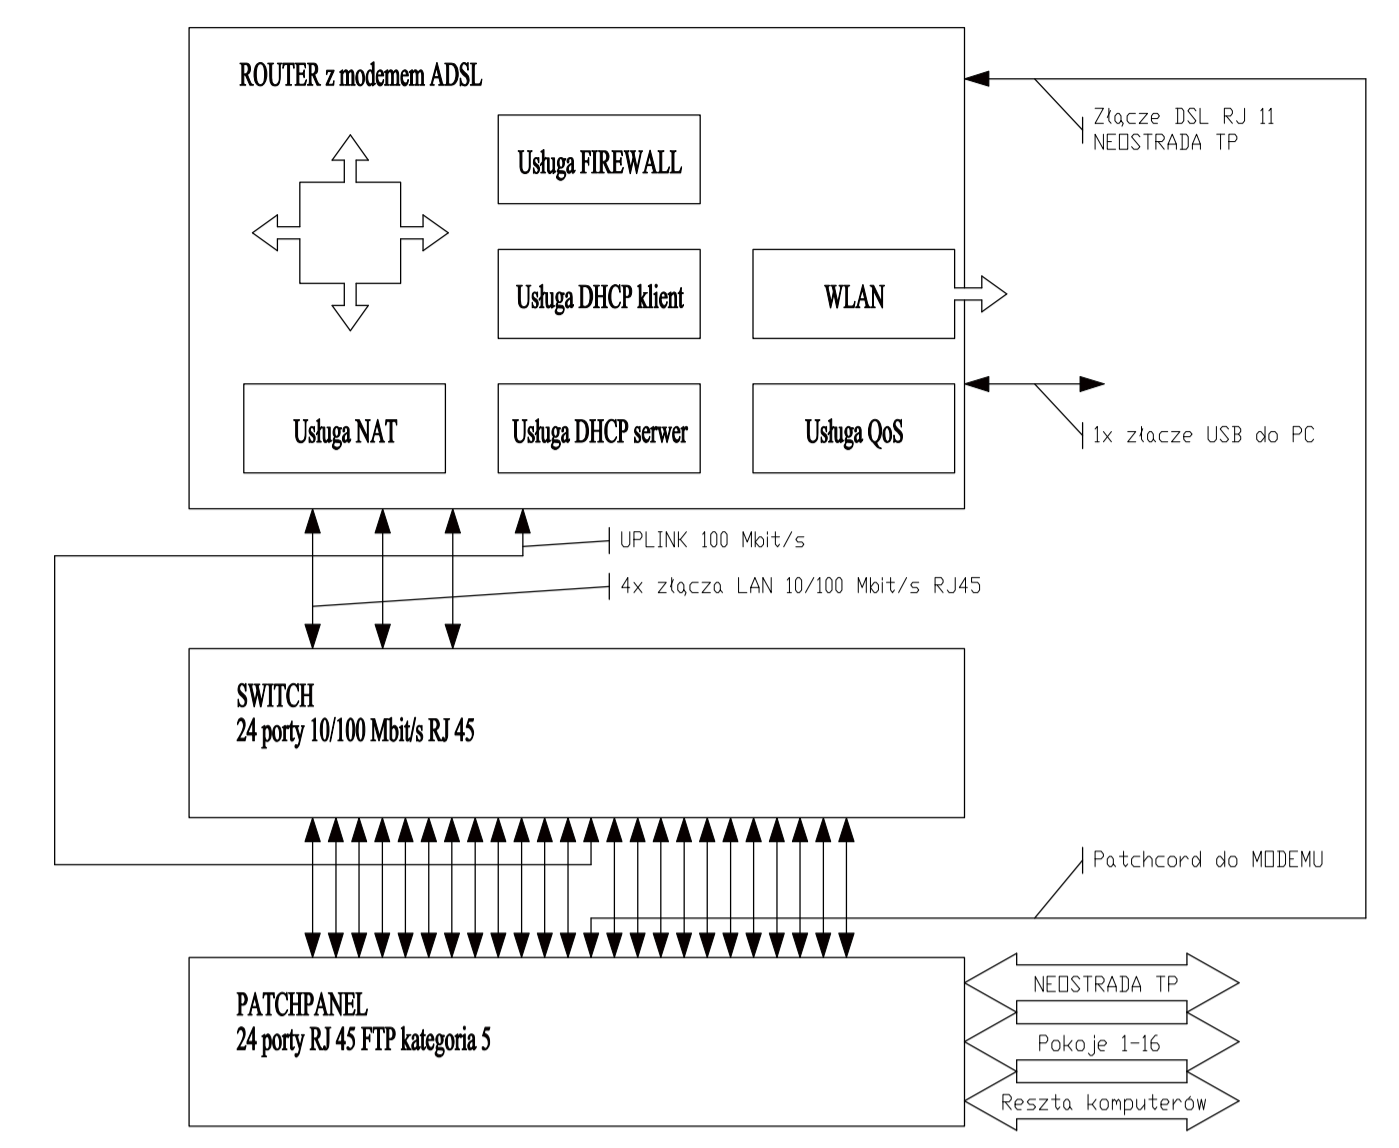 ROUTER z modemem ADSL
Złącze DSL RJ 11
NEOSTRADA TP
Usługa FIREWALL
Usługa DHCP klient
WLAN
Usługa NAT
Usługa DHCP serwer
Usługa QoS
1x złącze USB do PC
UPLINK 100 Mbit/s
4x złącza LAN 10/100 Mbit/s RJ45
SWITCH
24 porty 10/100 Mbit/s RJ 45
Patchcord do MODEMU
PATCHPANEL
24 porty RJ 45 FTP kategoria 5
NEOSTRADA TP
Pokoje 1-16
Reszta komputerów